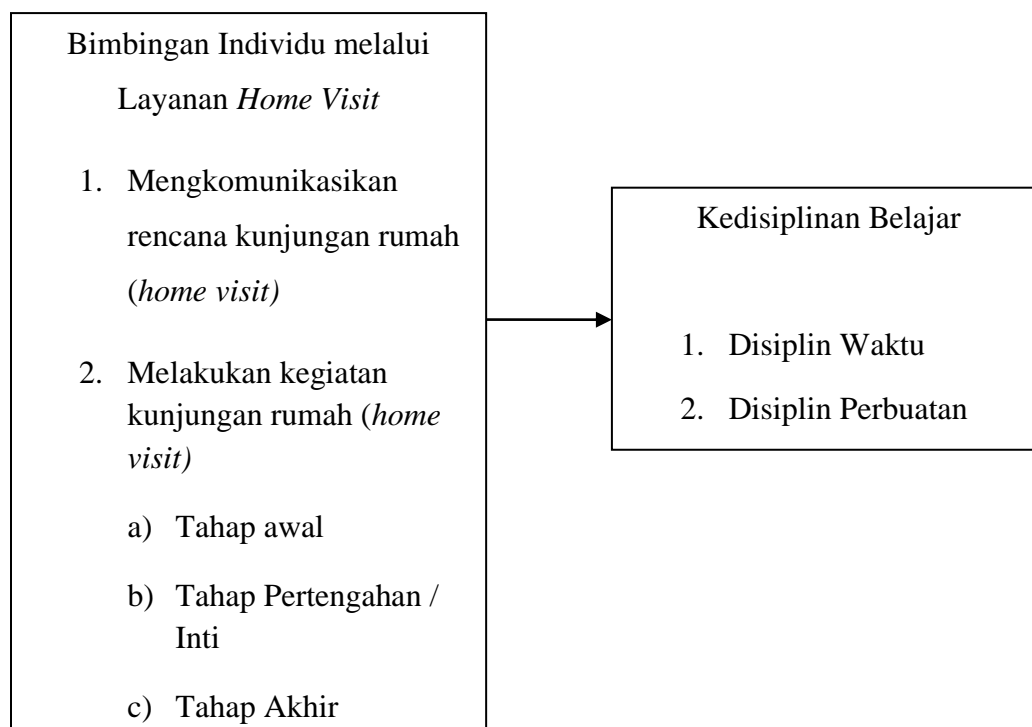 Bimbingan Individu melalui
Layanan Home Visit
1. Mengkomunikasikan
rencana kunjungan rumah
(home visit)
2. Melakukan kegiatan
kunjungan rumah (home
visit)
a) Tahap awal
b) Tahap Pertengahan /
Inti
c) Tahap Akhir
Kedisiplinan Belajar
1. Disiplin Waktu
2. Disiplin Perbuatan